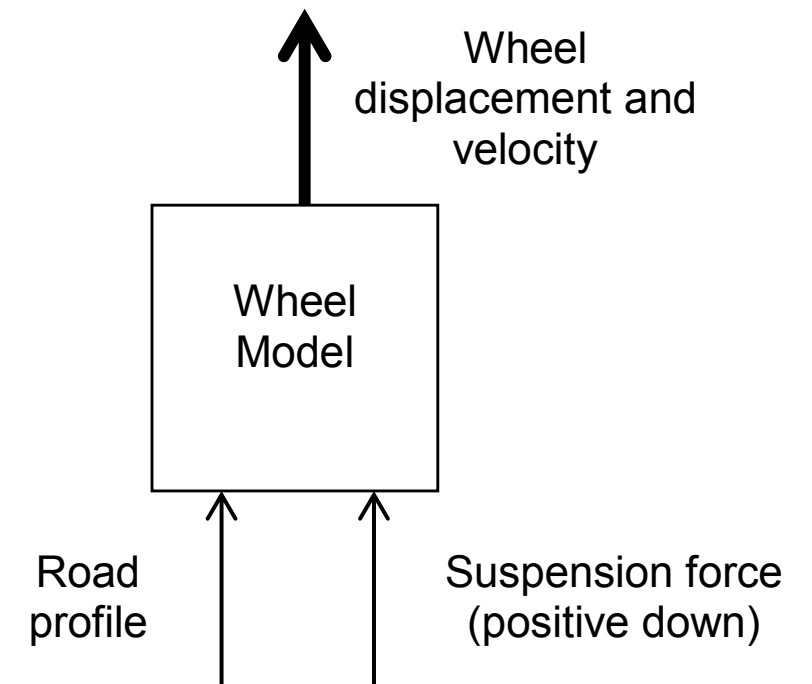 Wheel
displacement and
velocity
Wheel
Model
Road
profile
Suspension force
(positive down)